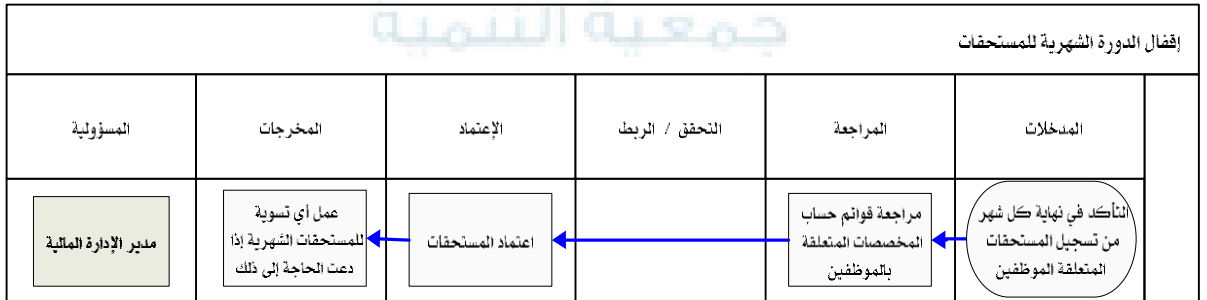 جمعية التنمية
إقفال الدورة الشهرية للمستحقات
المدخلات
المراجعة
التحقق / الربط
الإعتماد
المخرجات
المسؤولية
التأكد في نهاية كل شهر
من تسجيل المستحقات
المتعلقة الموظفين
مراجعة قوائم حساب
المخصصات المتعلقة
بالموظفين
اعتماد المستحقات
عمل أي تسوية
للمستحقات الشهرية إذا
دعت الحاجة إلى ذلك
مدير الإدارة المالية